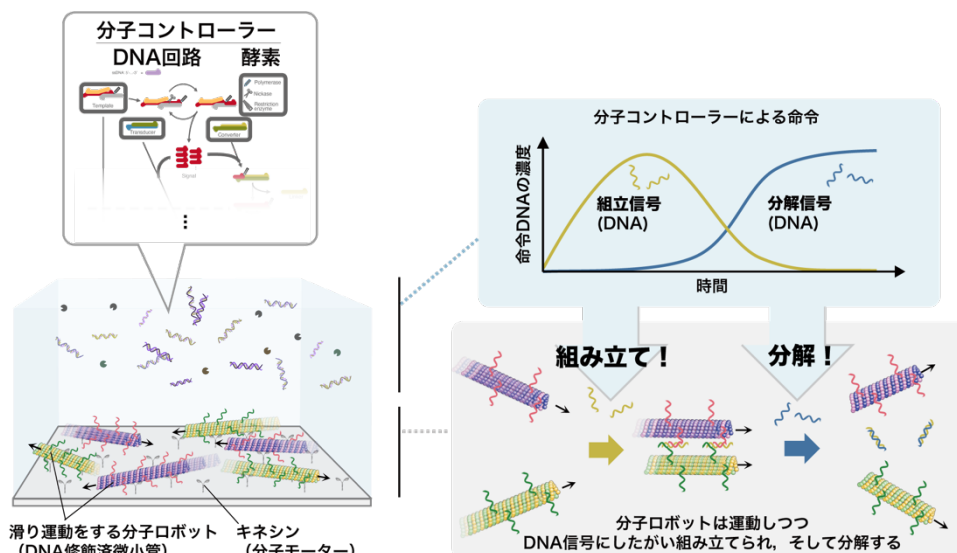 分子コントローラー
DNA回路
酵素
Polymerase
Nickase
Restriction
enzyme
Template
Transducer
Converter
Signal
⋮
分子コントローラーによる命令
命令DNAの濃度
組立信号
(DNA)
分解信号
(DNA)
時間
組み立て！
分解！
滑り運動をする分子ロボット
（DNA修飾済微小管）
キネシン
（分子モーター）
分子ロボットは運動しつつ
DNA信号にしたがい組み立てられ，そして分解する